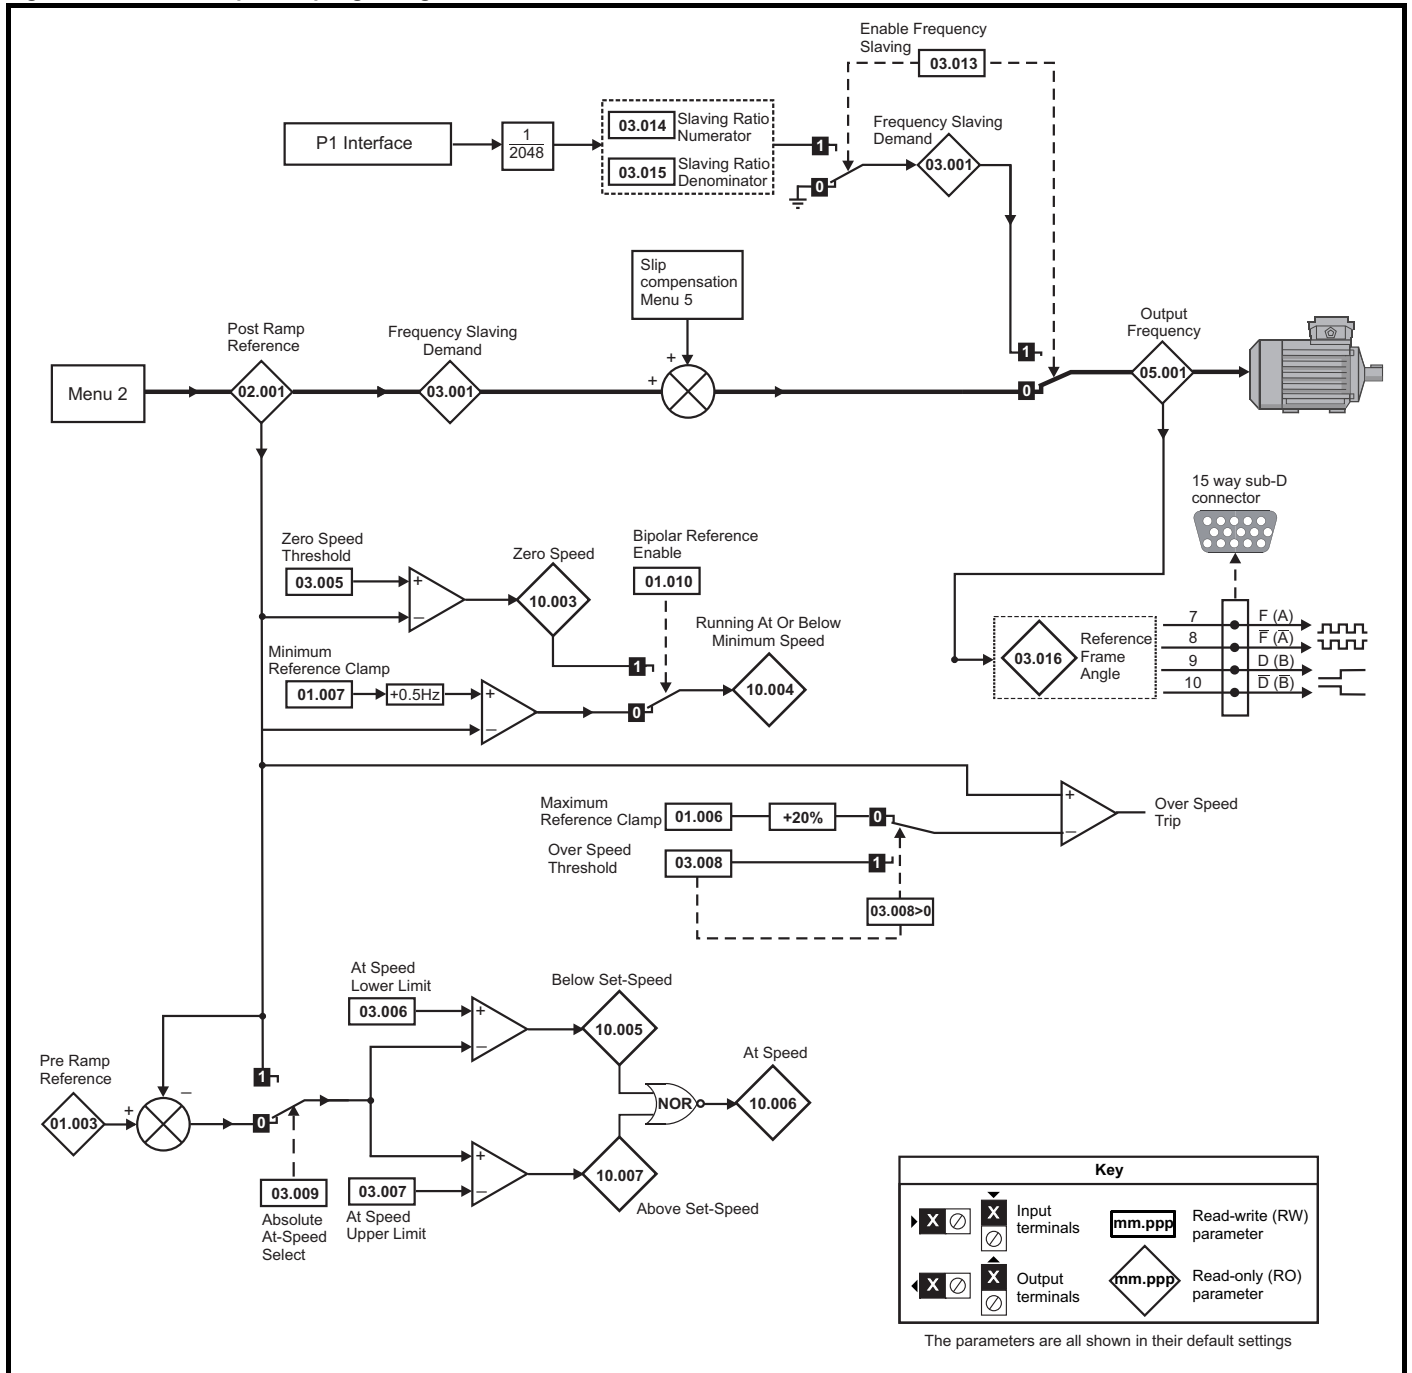 Enable Frequency
Slaving
03.013
P1 Interface
1
2048
03.014
Slaving Ratio
Numerator
03.015
Slaving Ratio
Denominator
1
0
Frequency Slaving
Demand
03.001
Slip
compensation
Menu 5
Menu 2
Post Ramp
Reference
02.001
Frequency Slaving
Demand
03.001
+
+
1
0
Output
Frequency
05.001
15 way sub-D
connector
Zero Speed
Threshold
03.005
+
–
Zero Speed
10.003
Bipolar Reference
Enable
01.010
Running At Or Below
Minimum Speed
10.004
1
0
Minimum
Reference Clamp
01.007
+0.5Hz
+
–
03.016
Reference
Frame
Angle
7 F (A)
8 F̅ (A̅)
9 D (B)
10 D̅ (B̅)
Maximum
Reference Clamp
01.006
+20%
0
Over Speed
Threshold
03.008
1
03.008>0
+
–
Over Speed
Trip
At Speed
Lower Limit
03.006
+
–
Below Set-Speed
10.005
At Speed
10.006
NOR
Pre Ramp
Reference
01.003
+
–
1
0
03.009
Absolute
At-Speed
Select
03.007
At Speed
Upper Limit
+
–
10.007
Above Set-Speed
Key
X
X
Input
terminals
mm.ppp
Read-write (RW)
parameter
X
X
Output
terminals
mm.ppp
Read-only (RO)
parameter
The parameters are all shown in their default settings